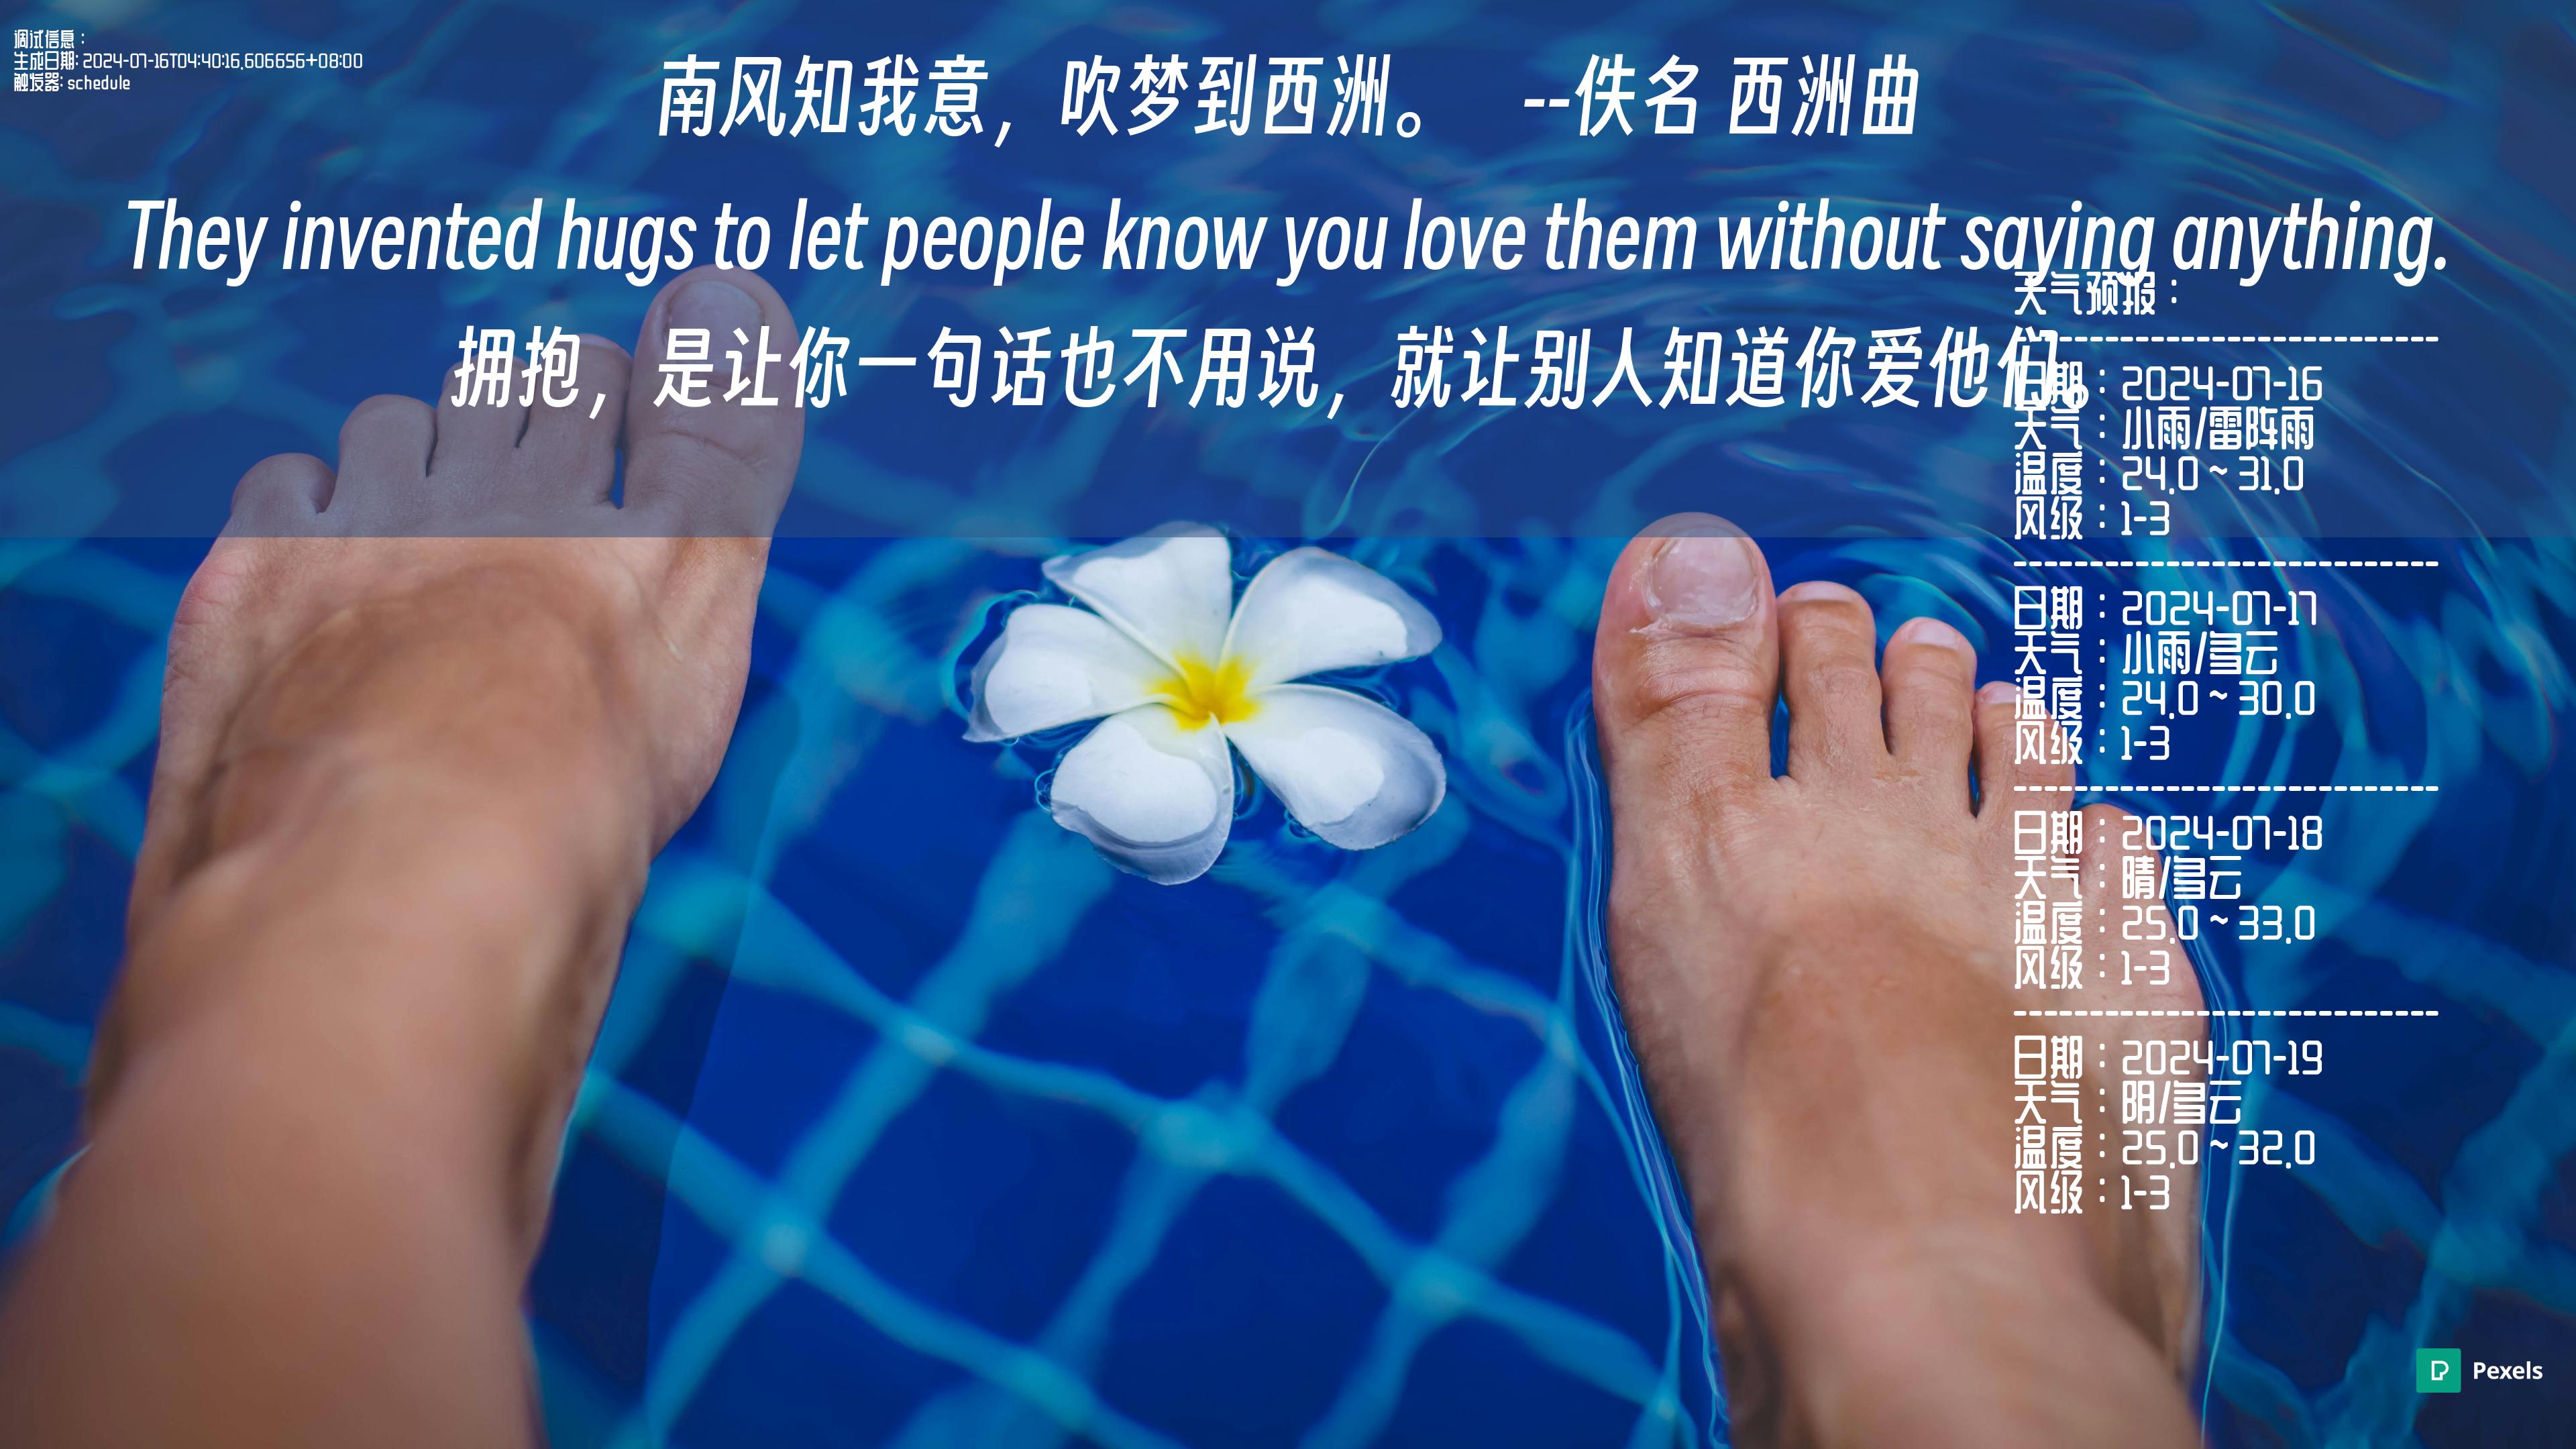 调试信息：
生成日期: 2024-07-16T04:40:16.606656+08:00
触发器: schedule
南风知我意，吹梦到西洲。 --佚名 西洲曲
They invented hugs to let people know you love them without saying anything.
拥抱，是让你一句话也不用说，就让别人知道你爱他们。
天气预报：
----------------------------
日期：2024-07-16
天气：小雨/雷阵雨
温度：24.0 ~ 31.0
风级：1-3
----------------------------
日期：2024-07-17
天气：小雨/多云
温度：24.0 ~ 30.0
风级：1-3
----------------------------
日期：2024-07-18
天气：晴/多云
温度：25.0 ~ 33.0
风级：1-3
----------------------------
日期：2024-07-19
天气：阴/多云
温度：25.0 ~ 32.0
风级：1-3
Pexels